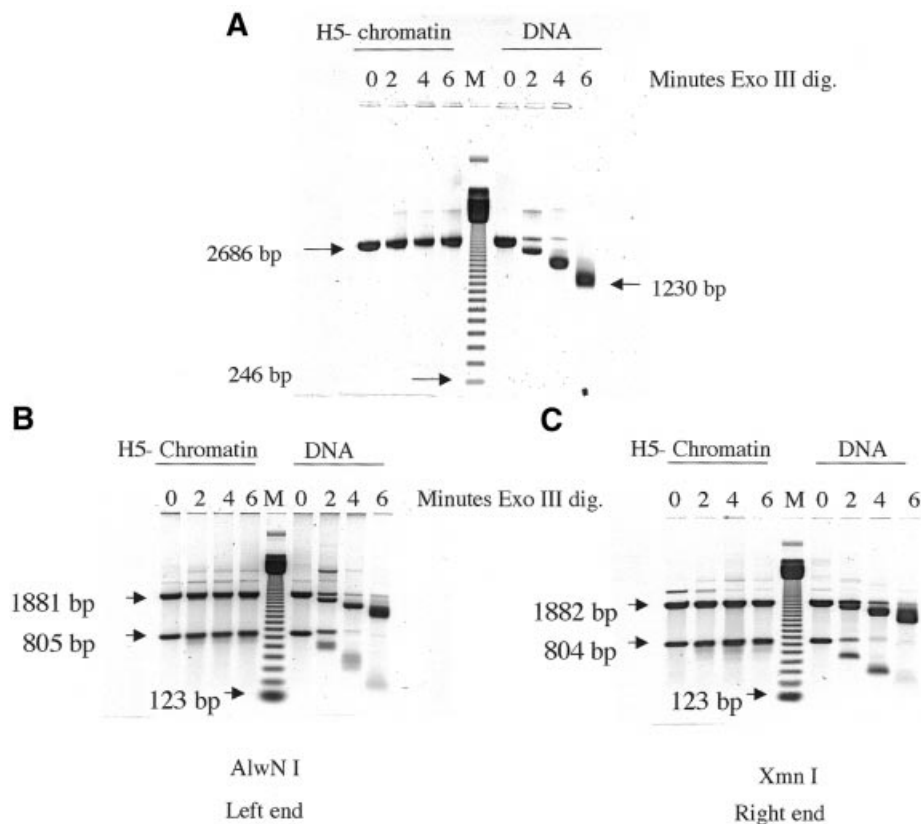 A
H5- chromatin DNA
0 2 4 6 M 0 2 4 6 Minutes Exo III dig.
2686 bp
1230 bp
246 bp
B
H5- Chromatin DNA
0 2 4 6 M 0 2 4 6 Minutes Exo III dig.
1881 bp
805 bp
123 bp
AlwN I
Left end
C
H5- Chromatin DNA
0 2 4 6 M 0 2 4 6
1882 bp
804 bp
123 bp
Xmn I
Right end